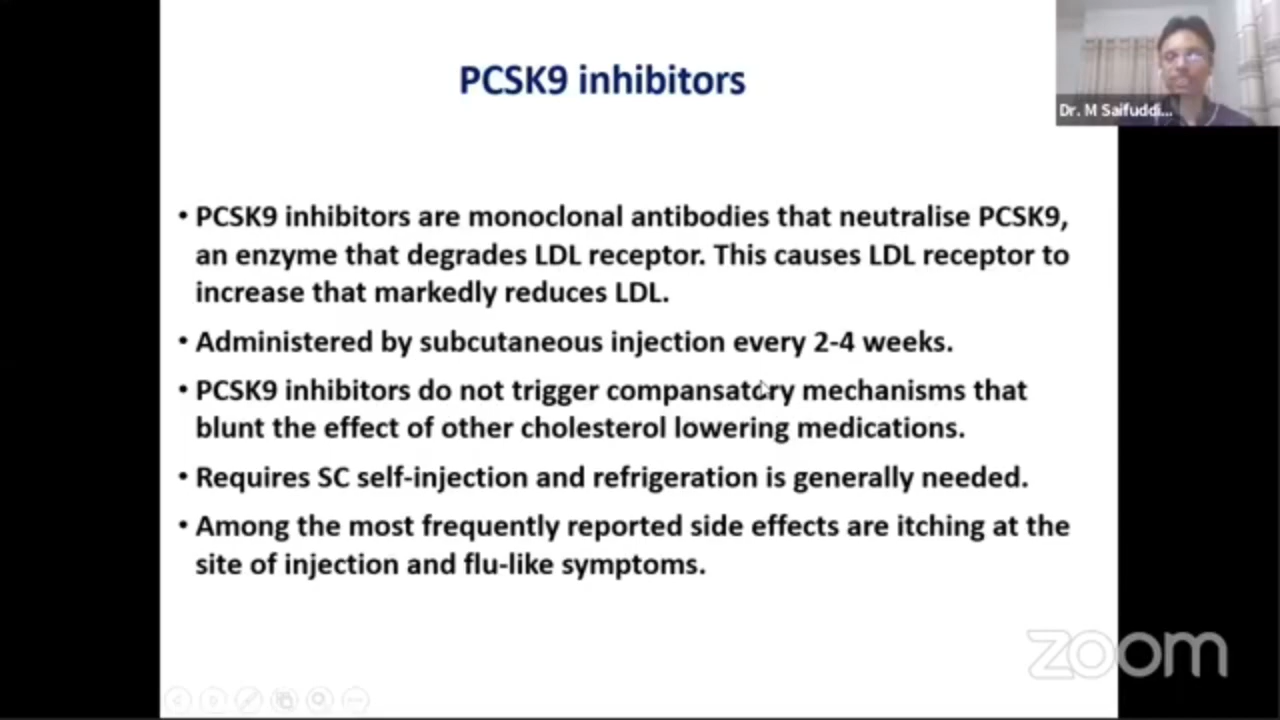 PCSK9 inhibitors
Dr. M Saifuddi...
• PCSK9 inhibitors are monoclonal antibodies that neutralise PCSK9,
an enzyme that degrades LDL receptor. This causes LDL receptor to
increase that markedly reduces LDL.
• Administered by subcutaneous injection every 2-4 weeks.
• PCSK9 inhibitors do not trigger compansatory mechanisms that
blunt the effect of other cholesterol lowering medications.
• Requires SC self-injection and refrigeration is generally needed.
• Among the most frequently reported side effects are itching at the
site of injection and flu-like symptoms.
zoom